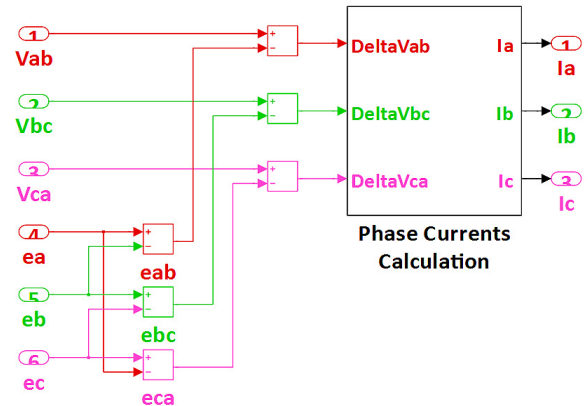 1
Vab
2
Vbc
3
Vca
4
ea
5
eb
6
ec
+
−
+
−
+
−
+
−
eab
+
−
ebc
+
−
eca
DeltaVab
DeltaVbc
DeltaVca
Ia
Ib
Ic
Phase Currents
Calculation
1
Ia
2
Ib
3
Ic